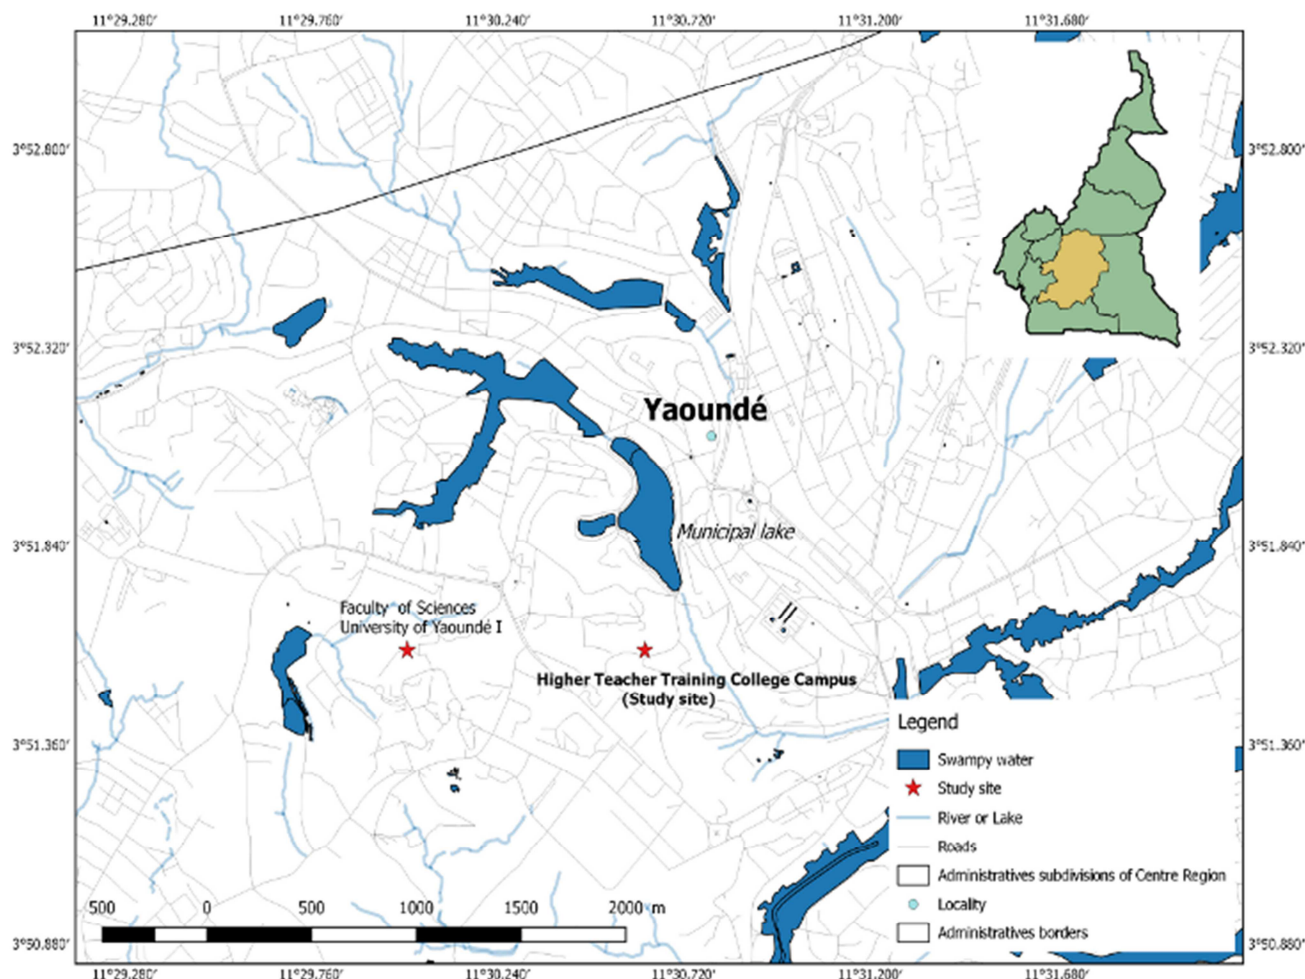 11°29.280' 11°29.760' 11°30.240' 11°30.720' 11°31.200' 11°31.680'
3°52.800' 3°52.800'
3°52.320' 3°52.320'
Yaoundé
Municipal lake
3°51.840' 3°51.840'
Faculty of Sciences
University of Yaoundé I
Higher Teacher Training College Campus
(Study site)
3°51.360' 3°51.360'
Legend
Swampy water
Study site
River or Lake
Roads
Administratives subdivisions of Centre Region
Locality
Administratives borders
500 0 500 1000 1500 2000 m
3°50.880' 3°50.880'
11°29.280' 11°29.760' 11°30.240' 11°30.720' 11°31.200' 11°31.680'